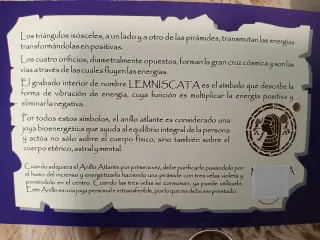 Los triángulos isósceles, a un lado y a otro de las pirámides, transmutan las energías
transformándolas en positivas.
Los cuatro orificios, diametralmente opuestos, forman la gran cruz cósmica y son las
vías a través de las cuales fluyen las energías.
El grabado interior de nombre LEMNISCATA es el símbolo que describe la
forma de vibración de energía, cuya función es multiplicar la energía positiva y
eliminar la negativa.
Por todos estos símbolos, el anillo atlante es considerado una
joya bioenergética que ayuda al equilibrio integral de la persona
y actúa no sólo sobre el cuerpo físico, sino también sobre el
cuerpo etérico, astral y mental.
Cuando adquiera el Anillo Atlante por primera vez, debe purificarlo pasándolo por
el humo del incienso y energetizarlo haciendo una pirámide con tres velas violeta y
poniéndolo en el centro. Cuando las tres velas se consuman, ya puede utilizarlo.
Este Anillo es una joya personal e intransferible, por lo que no debe ser prestado.